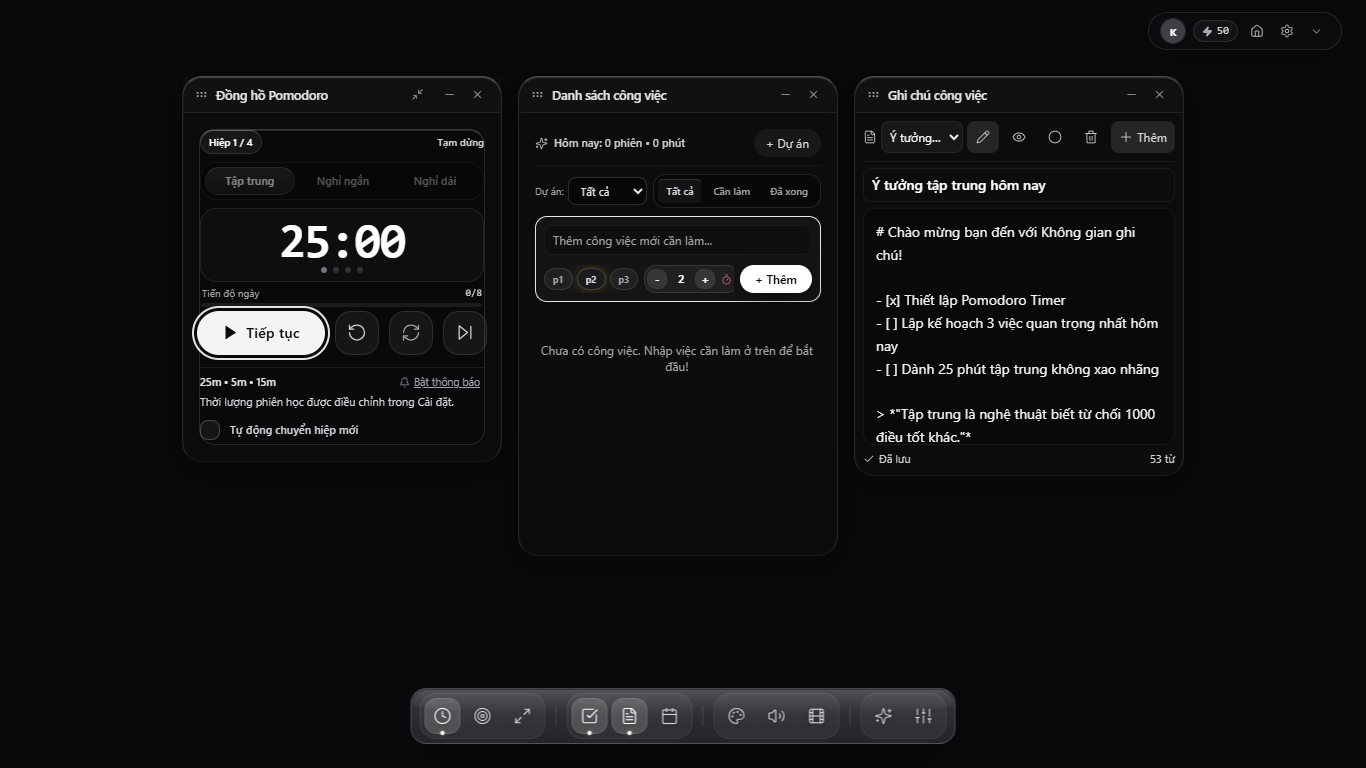 K
50
Đồng hồ Pomodoro
Hiệp 1 / 4
Tạm dừng
Tập trung
Nghỉ ngắn
Nghỉ dài
25:00
Tiến độ ngày
0/8
Tiếp tục
25m • 5m • 15m
Bật thông báo
Thời lượng phiên học được điều chỉnh trong Cài đặt.
Tự động chuyển hiệp mới
Danh sách công việc
Hôm nay: 0 phiên • 0 phút
+ Dự án
Dự án:
Tất cả
Tất cả
Cần làm
Đã xong
Thêm công việc mới cần làm...
p1
p2
p3
-
2
+
+ Thêm
Chưa có công việc. Nhập việc cần làm ở trên để bắt
đầu!
Ghi chú công việc
Ý tưởng...
Thêm
Ý tưởng tập trung hôm nay
# Chào mừng bạn đến với Không gian ghi
chú!
- [x] Thiết lập Pomodoro Timer
- [ ] Lập kế hoạch 3 việc quan trọng nhất hôm
nay
- [ ] Dành 25 phút tập trung không xao nhãng
> *"Tập trung là nghệ thuật biết từ chối 1000
điều tốt khác."*
Đã lưu
53 từ